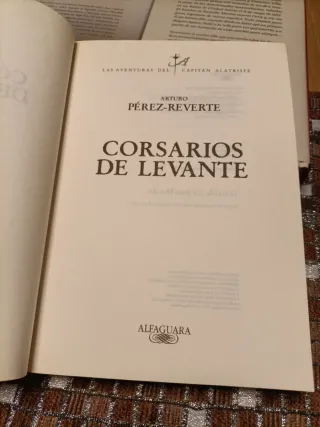 LAS AVENTURAS DEL CAPITÁN ALATRISTE
ARTURO
PÉREZ-REVERTE
CORSARIOS
DE LEVANTE
ALFAGUARA